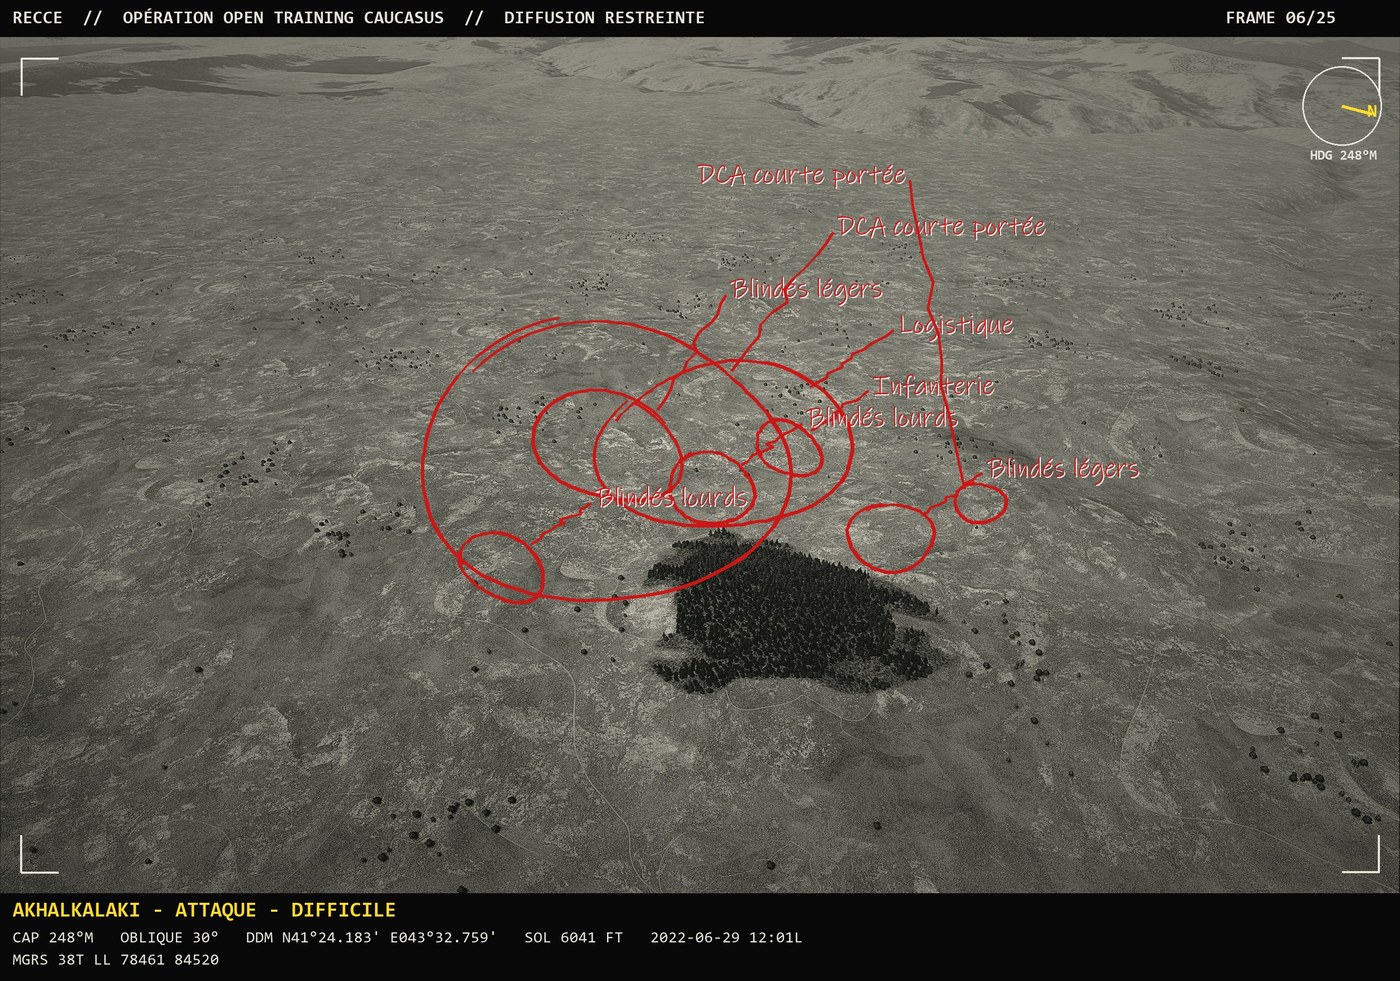 RECCE // OPÉRATION OPEN TRAINING CAUCASUS // DIFFUSION RESTREINTE
FRAME 06/25
N
HDG 248°M
DCA courte portée
DCA courte portée
Blindés légers
Logistique
Infanterie
Blindés lourds
Blindés légers
Blindés lourds
AKHALKALAKI - ATTAQUE - DIFFICILE
CAP 248°M OBLIQUE 30° DDM N41°24.183' E043°32.759' SOL 6041 FT 2022-06-29 12:01L
MGRS 38T LL 78461 84520